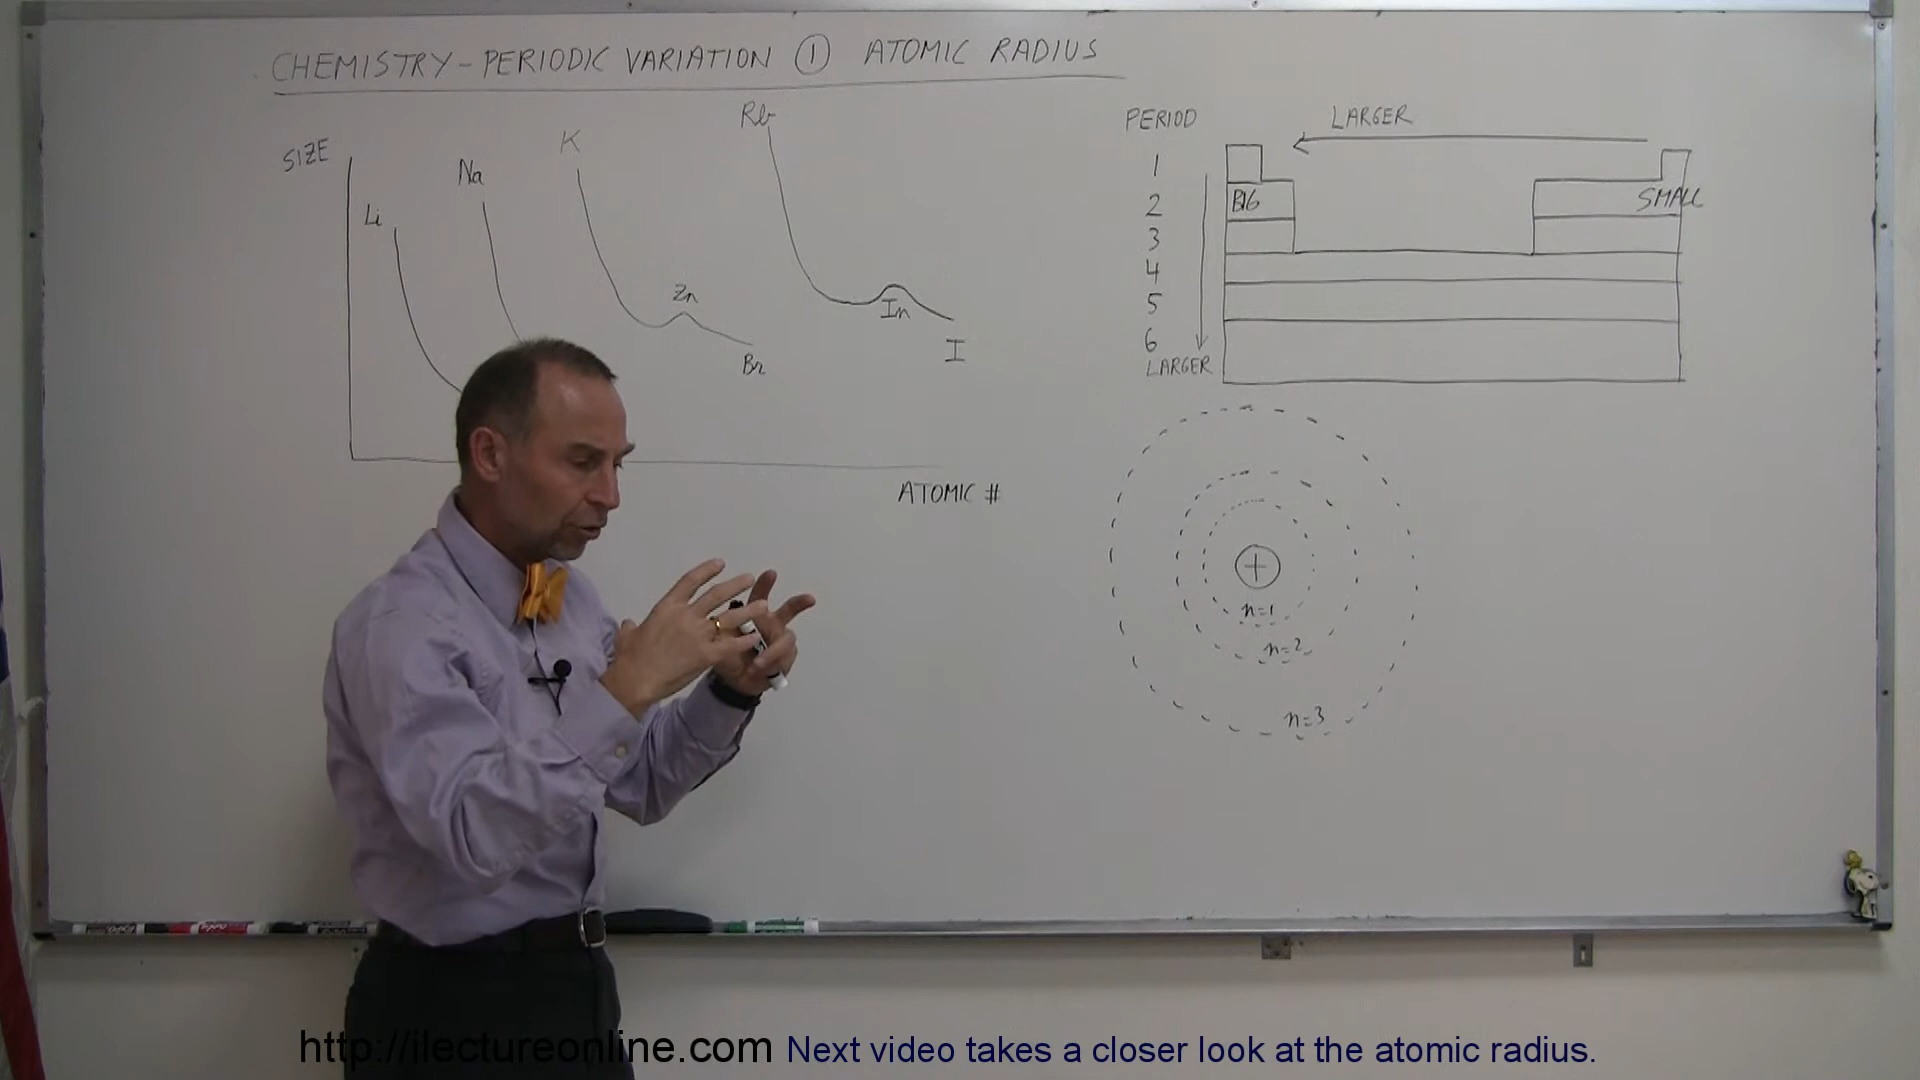 CHEMISTRY - PERIODIC VARIATION ① ATOMIC RADIUS
SIZE
Li
Na
K
Zn
Br
Rb
In
I
ATOMIC #
PERIOD
LARGER
1
2
3
4
5
6
LARGER
BIG
SMALL
+
n=1
n=2
n=3
http://ilectureonline.com Next video takes a closer look at the atomic radius.